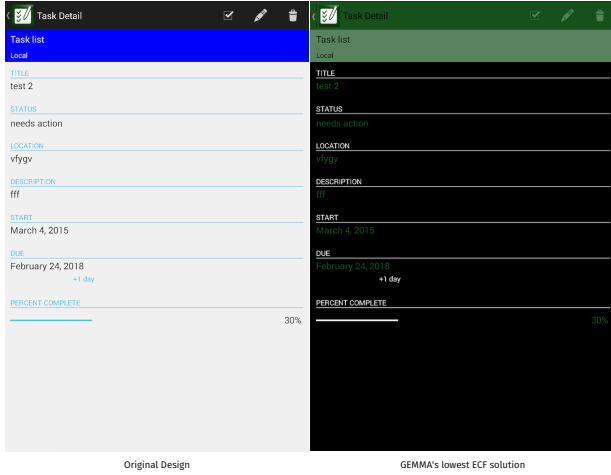 Task Detail
Task list
Local
TITLE
test 2
STATUS
needs action
LOCATION
vfygv
DESCRIPTION
fff
START
March 4, 2015
DUE
February 24, 2018
+1 day
PERCENT COMPLETE
30%
Original Design
Task Detail
Task list
Local
TITLE
test 2
STATUS
needs action
LOCATION
vfygv
DESCRIPTION
fff
START
March 4, 2015
DUE
February 24, 2018
+1 day
PERCENT COMPLETE
30%
GEMMA's lowest ECF solution